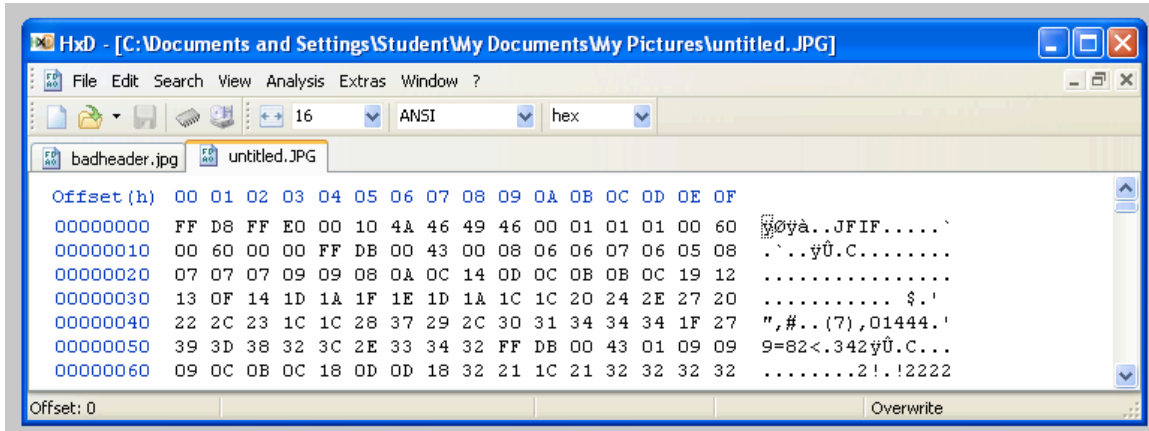 HxD - [C:\Documents and Settings\Student\My Documents\My Pictures\untitled.JPG]
File Edit Search View Analysis Extras Window ?
16 ANSI hex
badheader.jpg untitled.JPG
Offset(h) 00 01 02 03 04 05 06 07 08 09 0A 0B 0C 0D 0E 0F
00000000 FF D8 FF E0 00 10 4A 46 49 46 00 01 01 01 00 60 ÿØÿà..JFIF.....`
00000010 00 60 00 00 FF DB 00 43 00 08 06 06 07 06 05 08 .`..ÿÛ.C........
00000020 07 07 07 09 09 08 0A 0C 14 0D 0C 0B 0B 0C 19 12 ................
00000030 13 0F 14 1D 1A 1F 1E 1D 1A 1C 1C 20 24 2E 27 20 ........... $.'
00000040 22 2C 23 1C 1C 28 37 29 2C 30 31 34 34 34 1F 27 ",#..(7),01444.'
00000050 39 3D 38 32 3C 2E 33 34 32 FF DB 00 43 01 09 09 9=82<.342ÿÛ.C...
00000060 09 0C 0B 0C 18 0D 0D 18 32 21 1C 21 32 32 32 32 ........2!.!2222
Offset: 0 Overwrite